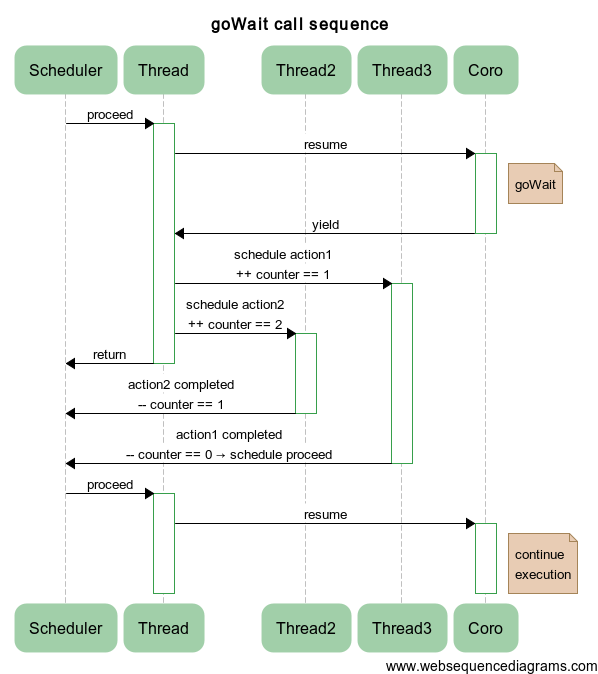 goWait call sequence
Scheduler Thread Thread2 Thread3 Coro
proceed
resume
goWait
yield
schedule action1
++ counter == 1
schedule action2
++ counter == 2
return
action2 completed
-- counter == 1
action1 completed
-- counter == 0 → schedule proceed
proceed
resume
continue
execution
Scheduler Thread Thread2 Thread3 Coro
www.websequencediagrams.com